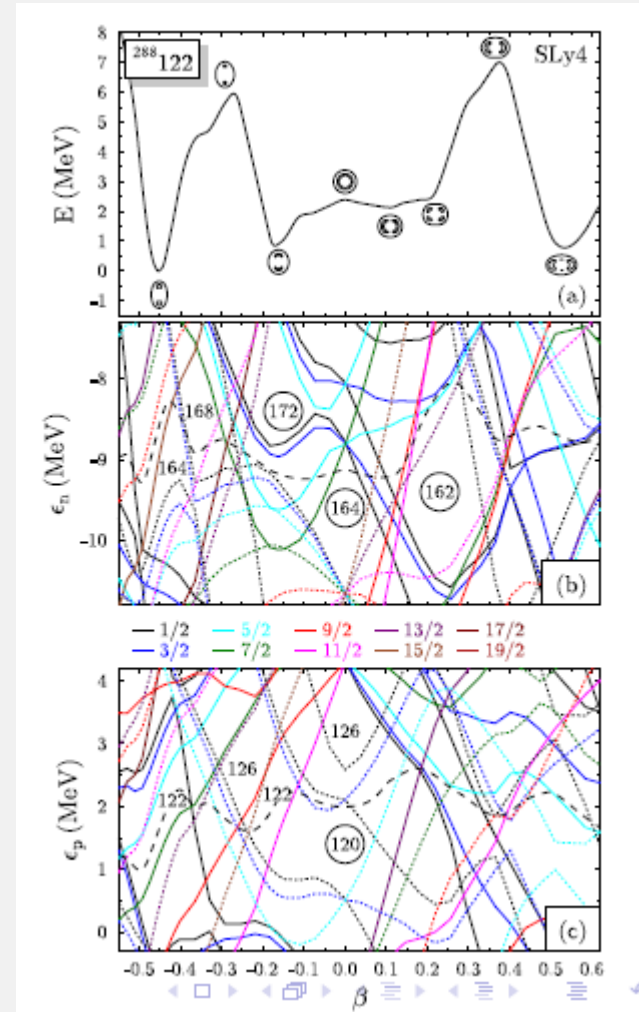 8
7
6
5
4
3
2
1
0
-1
E (MeV)
²⁸⁸122
SLy4
(a)
-8
-9
-10
ϵₙ (MeV)
168
172
164
164
162
(b)
1/2 5/2 9/2 13/2 17/2
3/2 7/2 11/2 15/2 19/2
4
3
2
1
0
ϵₚ (MeV)
126
126
122
122
120
(c)
-0.5 -0.4 -0.3 -0.2 -0.1 0.0 0.1 0.2 0.3 0.4 0.5 0.6
β